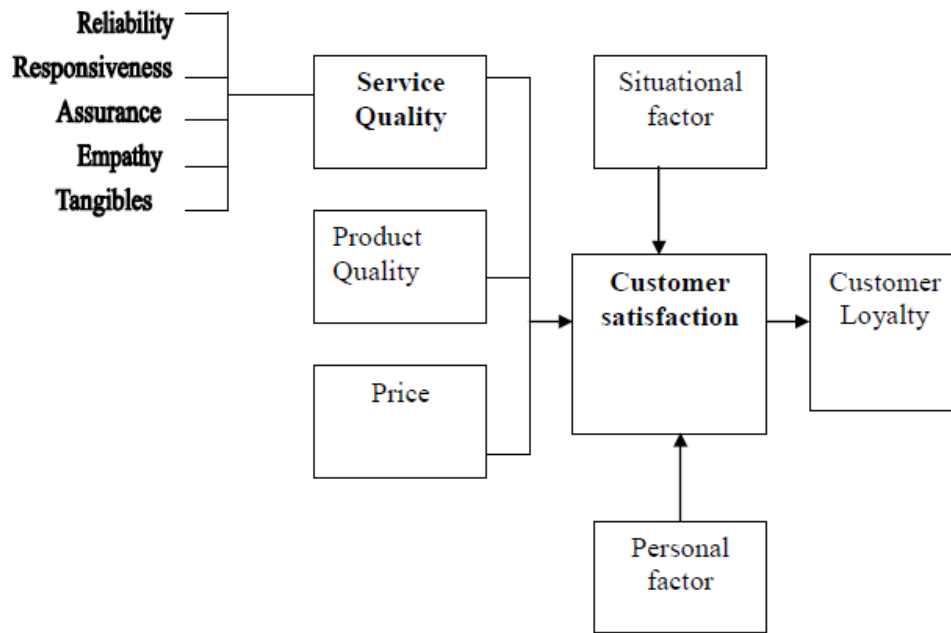 Reliability
Responsiveness
Assurance
Empathy
Tangibles
Service
Quality
Product
Quality
Price
Situational
factor
Customer
satisfaction
Personal
factor
Customer
Loyalty